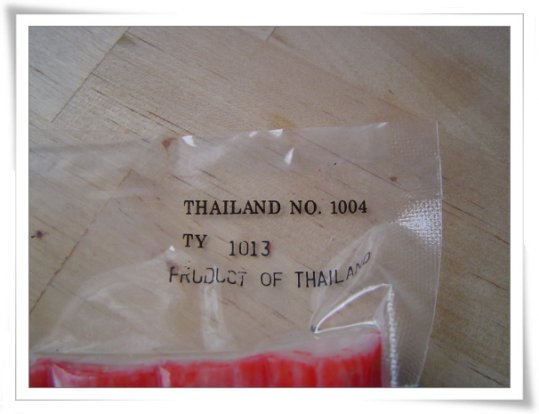 THAILAND NO. 1004
TY 1013
PRODUCT OF THAILAND